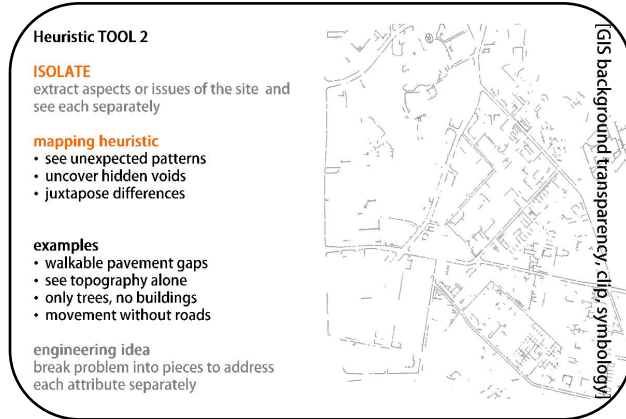 Heuristic TOOL 2
ISOLATE
extract aspects or issues of the site and
see each separately
mapping heuristic
• see unexpected patterns
• uncover hidden voids
• juxtapose differences
examples
• walkable pavement gaps
• see topography alone
• only trees, no buildings
• movement without roads
engineering idea
break problem into pieces to address
each attribute separately
[GIS background transparency, clip, symbology]